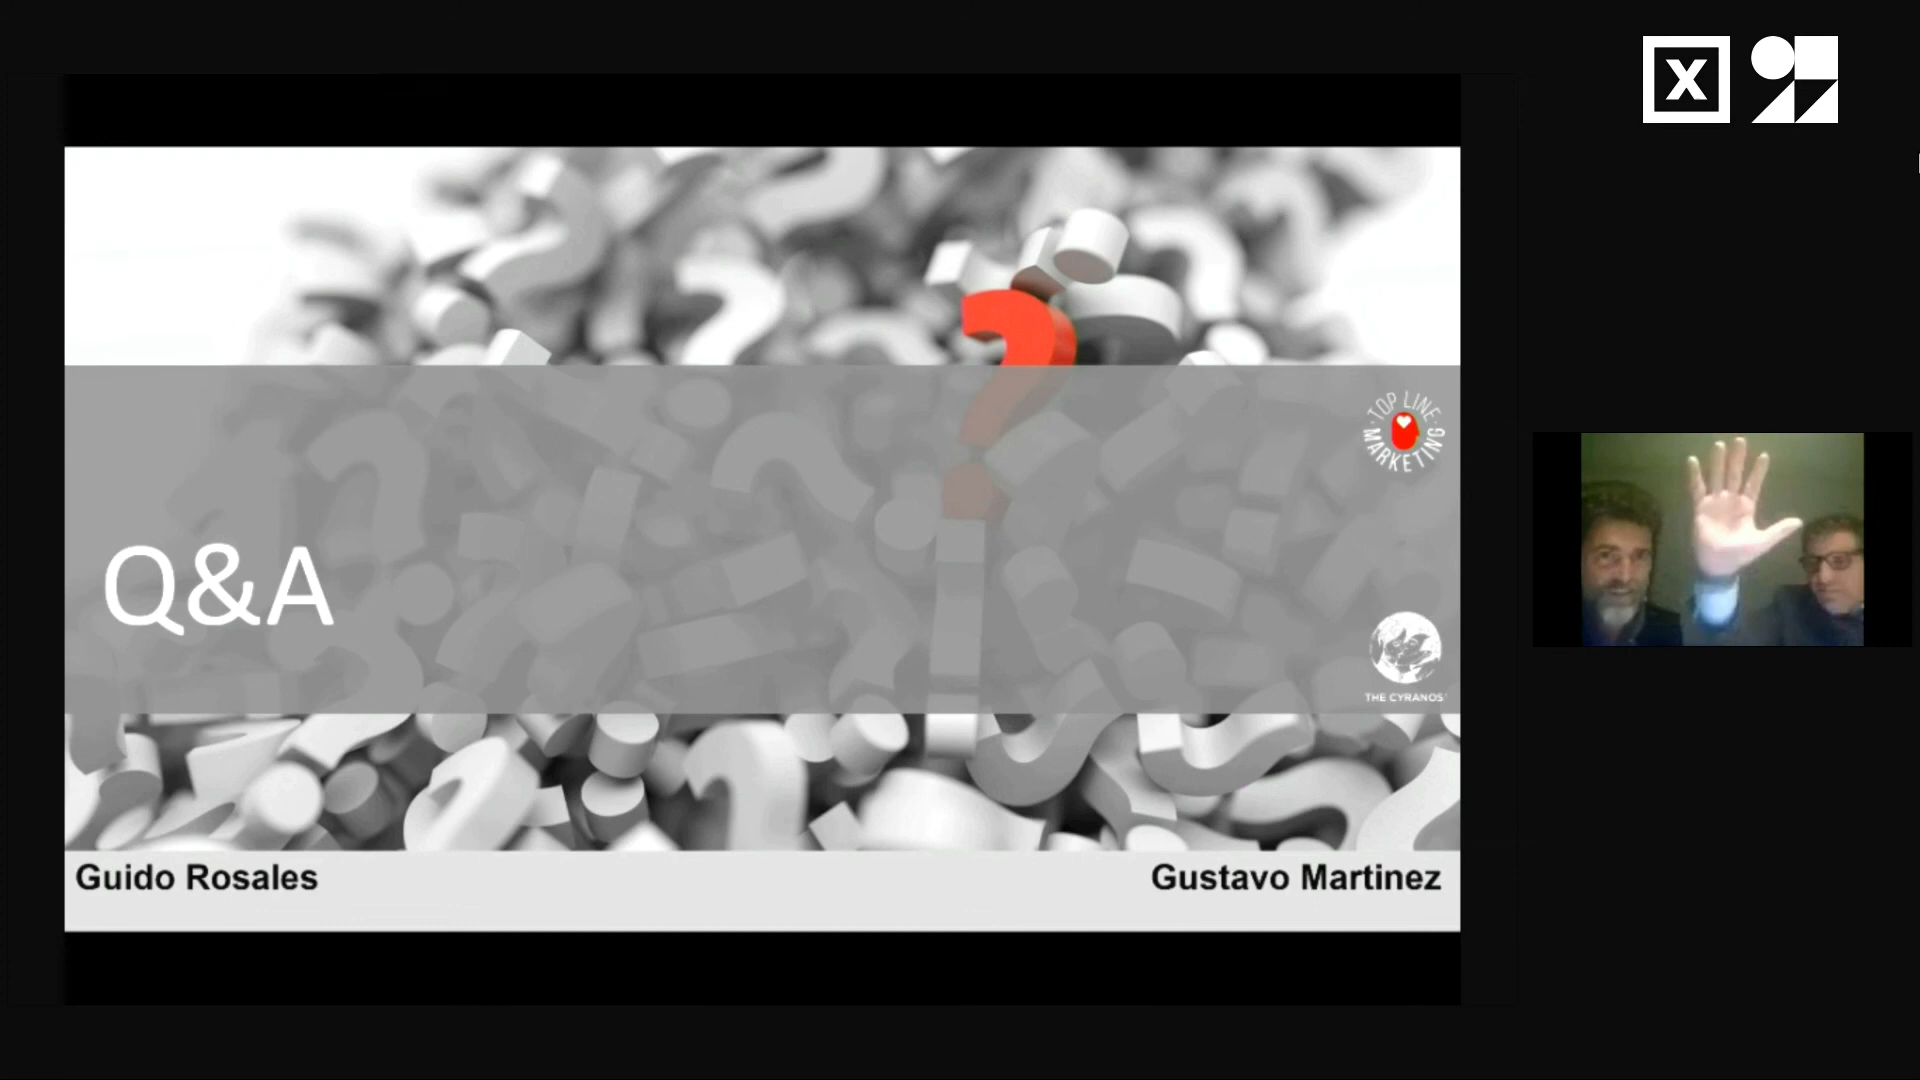 X
TOP LINE
MARKETING
Q&A
THE CYRANOS
Guido Rosales
Gustavo Martinez